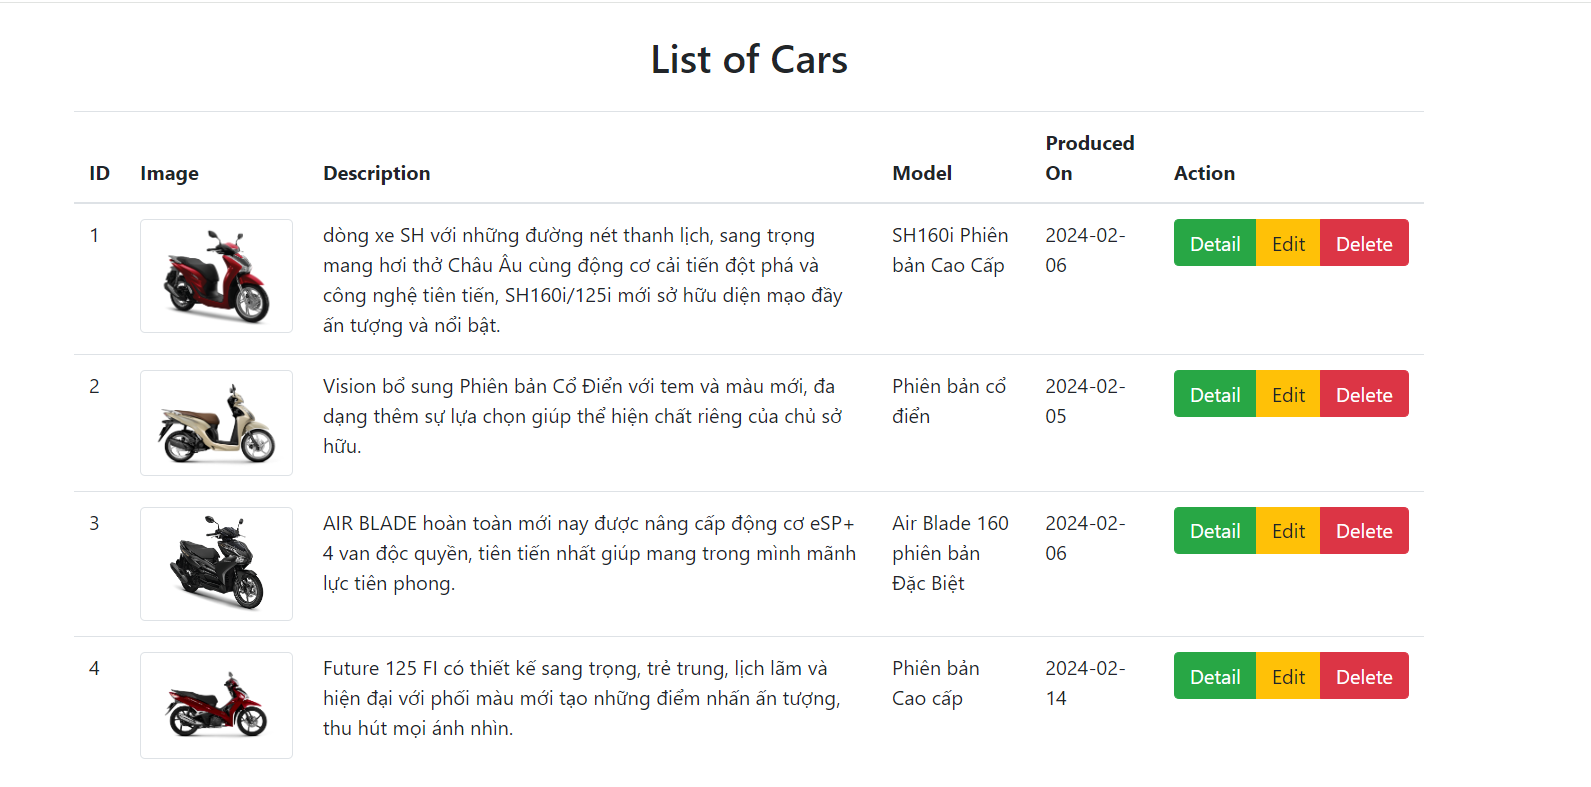 List of Cars
ID Image Description Model Produced On Action
1 dòng xe SH với những đường nét thanh lịch, sang trọng SH160i Phiên 2024-02- Detail Edit Delete
mang hơi thở Châu Âu cùng động cơ cải tiến đột phá và bản Cao Cấp 06
công nghệ tiên tiến, SH160i/125i mới sở hữu diện mạo đầy
ấn tượng và nổi bật.
2 Vision bổ sung Phiên bản Cổ Điển với tem và màu mới, đa Phiên bản cổ 2024-02- Detail Edit Delete
dạng thêm sự lựa chọn giúp thể hiện chất riêng của chủ sở điển 05
hữu.
3 AIR BLADE hoàn toàn mới nay được nâng cấp động cơ eSP+ Air Blade 160 2024-02- Detail Edit Delete
4 van độc quyền, tiên tiến nhất giúp mang trong mình mãnh phiên bản 06
lực tiên phong. Đặc Biệt
4 Future 125 FI có thiết kế sang trọng, trẻ trung, lịch lãm và Phiên bản 2024-02- Detail Edit Delete
hiện đại với phối màu mới tạo những điểm nhấn ấn tượng, Cao cấp 14
thu hút mọi ánh nhìn.